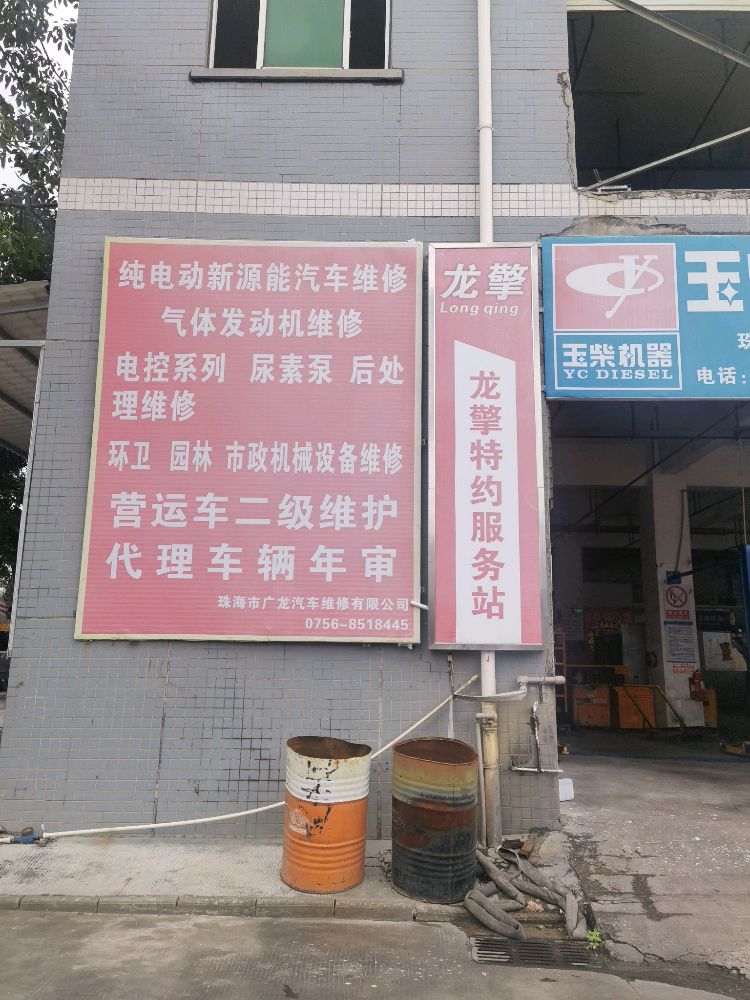 纯电动新源能汽车维修
气体发动机维修
电控系列 尿素泵 后处
理维修
环卫 园林 市政机械设备维修
营运车二级维护
代理车辆年审
珠海市广龙汽车维修有限公司
0756-8518445
龙擎
Long qing
龙擎特约服务站
玉柴机器
YC DIESEL
玉
珠
电话: